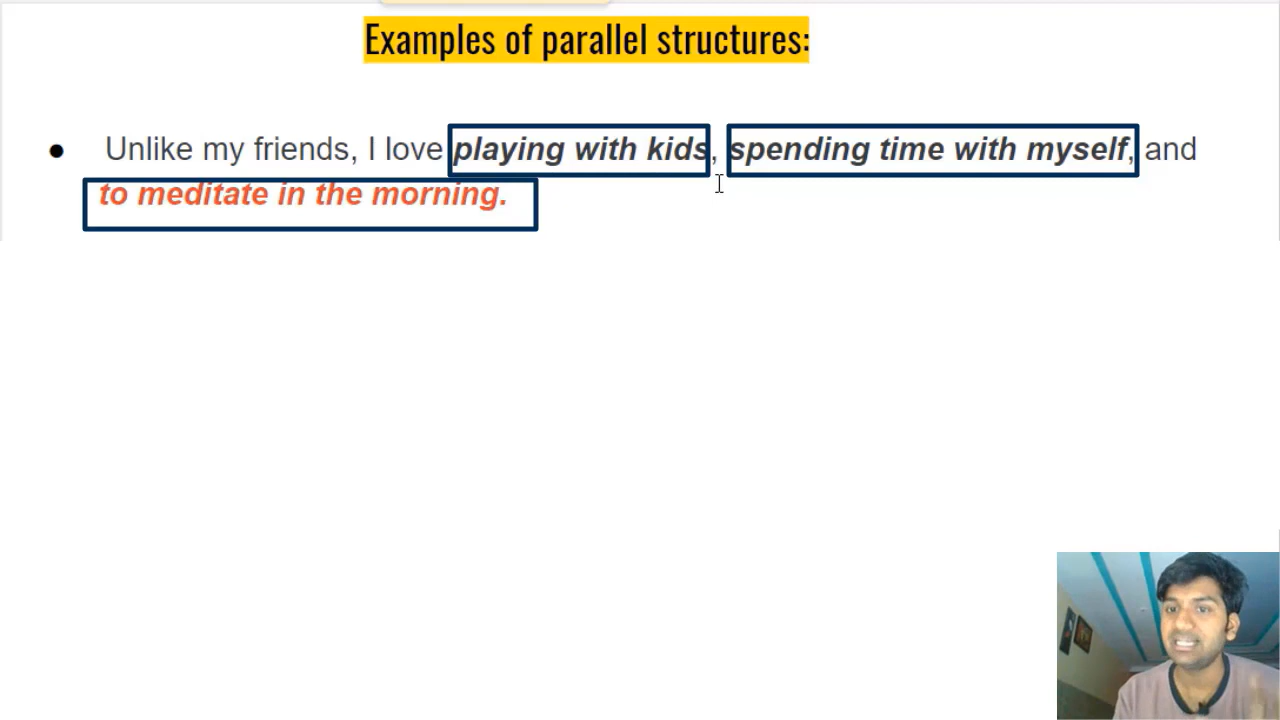 Examples of parallel structures:
● Unlike my friends, I love playing with kids, spending time with myself, and
to meditate in the morning.